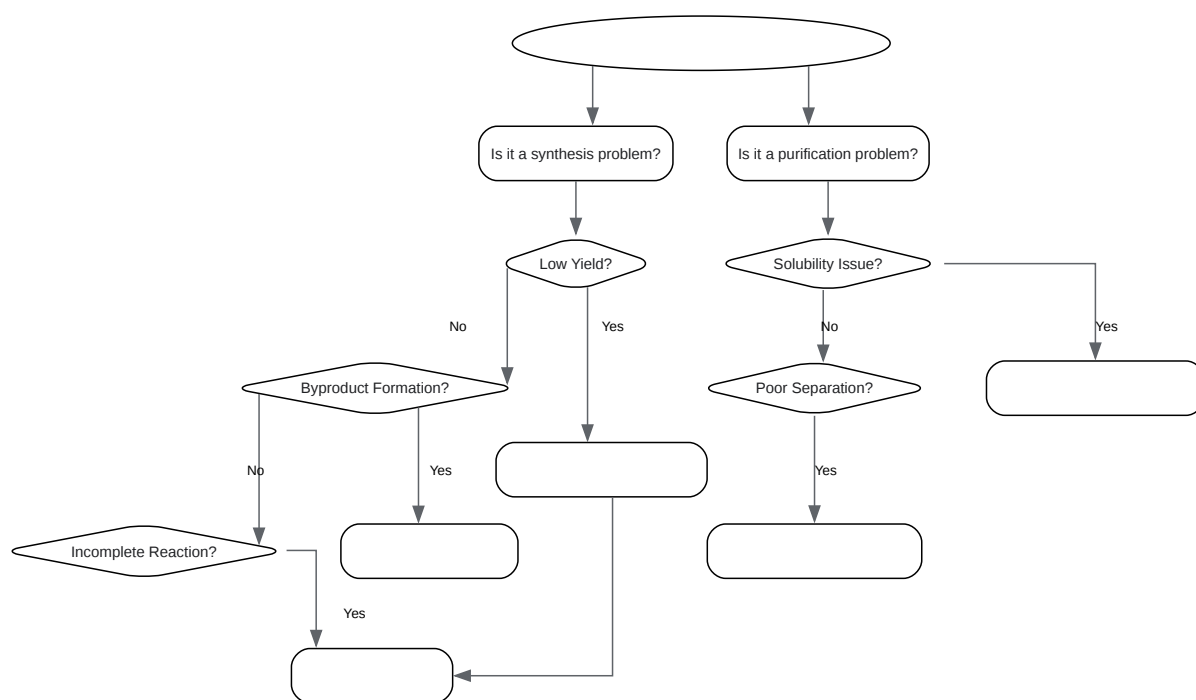 Is it a synthesis problem?
Is it a purification problem?
Low Yield?
Solubility Issue?
No
Yes
No
Yes
Byproduct Formation?
Poor Separation?
No
Yes
Yes
Incomplete Reaction?
Yes